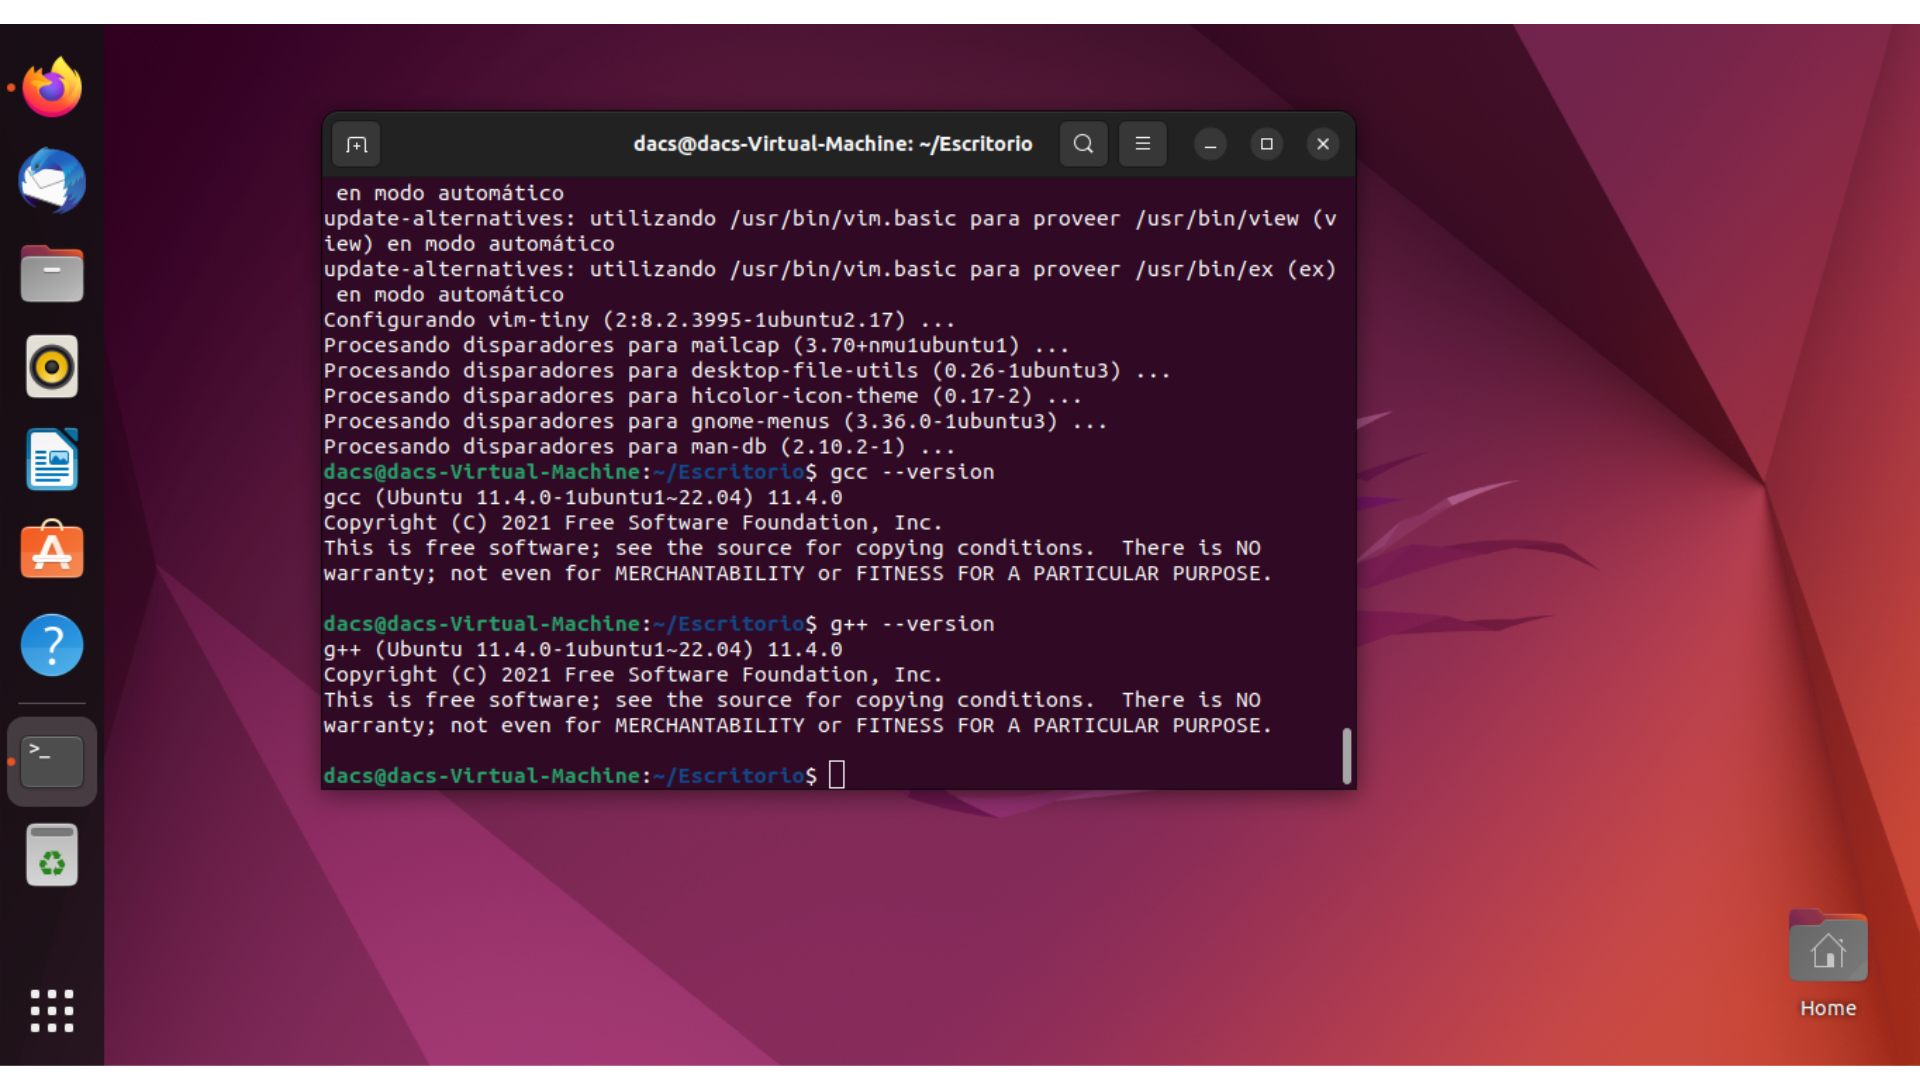 dacs@dacs-Virtual-Machine: ~/Escritorio
 en modo automático
update-alternatives: utilizando /usr/bin/vim.basic para proveer /usr/bin/view (v
iew) en modo automático
update-alternatives: utilizando /usr/bin/vim.basic para proveer /usr/bin/ex (ex)
 en modo automático
Configurando vim-tiny (2:8.2.3995-1ubuntu2.17) ...
Procesando disparadores para mailcap (3.70+nmu1ubuntu1) ...
Procesando disparadores para desktop-file-utils (0.26-1ubuntu3) ...
Procesando disparadores para hicolor-icon-theme (0.17-2) ...
Procesando disparadores para gnome-menus (3.36.0-1ubuntu3) ...
Procesando disparadores para man-db (2.10.2-1) ...
dacs@dacs-Virtual-Machine:~/Escritorio$ gcc --version
gcc (Ubuntu 11.4.0-1ubuntu1~22.04) 11.4.0
Copyright (C) 2021 Free Software Foundation, Inc.
This is free software; see the source for copying conditions.  There is NO
warranty; not even for MERCHANTABILITY or FITNESS FOR A PARTICULAR PURPOSE.
dacs@dacs-Virtual-Machine:~/Escritorio$ g++ --version
g++ (Ubuntu 11.4.0-1ubuntu1~22.04) 11.4.0
Copyright (C) 2021 Free Software Foundation, Inc.
This is free software; see the source for copying conditions.  There is NO
warranty; not even for MERCHANTABILITY or FITNESS FOR A PARTICULAR PURPOSE.
dacs@dacs-Virtual-Machine:~/Escritorio$
Home